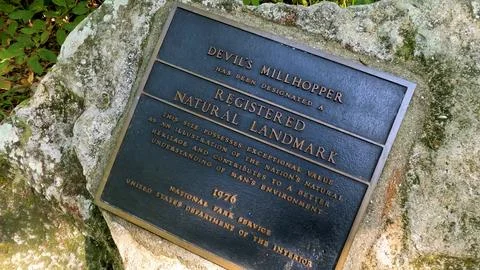 DEVIL'S MILLHOPPER
HAS BEEN DESIGNATED A
REGISTERED
NATURAL LANDMARK
THIS SITE POSSESSES EXCEPTIONAL VALUE
AS AN ILLUSTRATION OF THE NATION'S NATURAL
HERITAGE AND CONTRIBUTES TO A BETTER
UNDERSTANDING OF MAN'S ENVIRONMENT
1976
NATIONAL PARK SERVICE
UNITED STATES DEPARTMENT OF THE INTERIOR